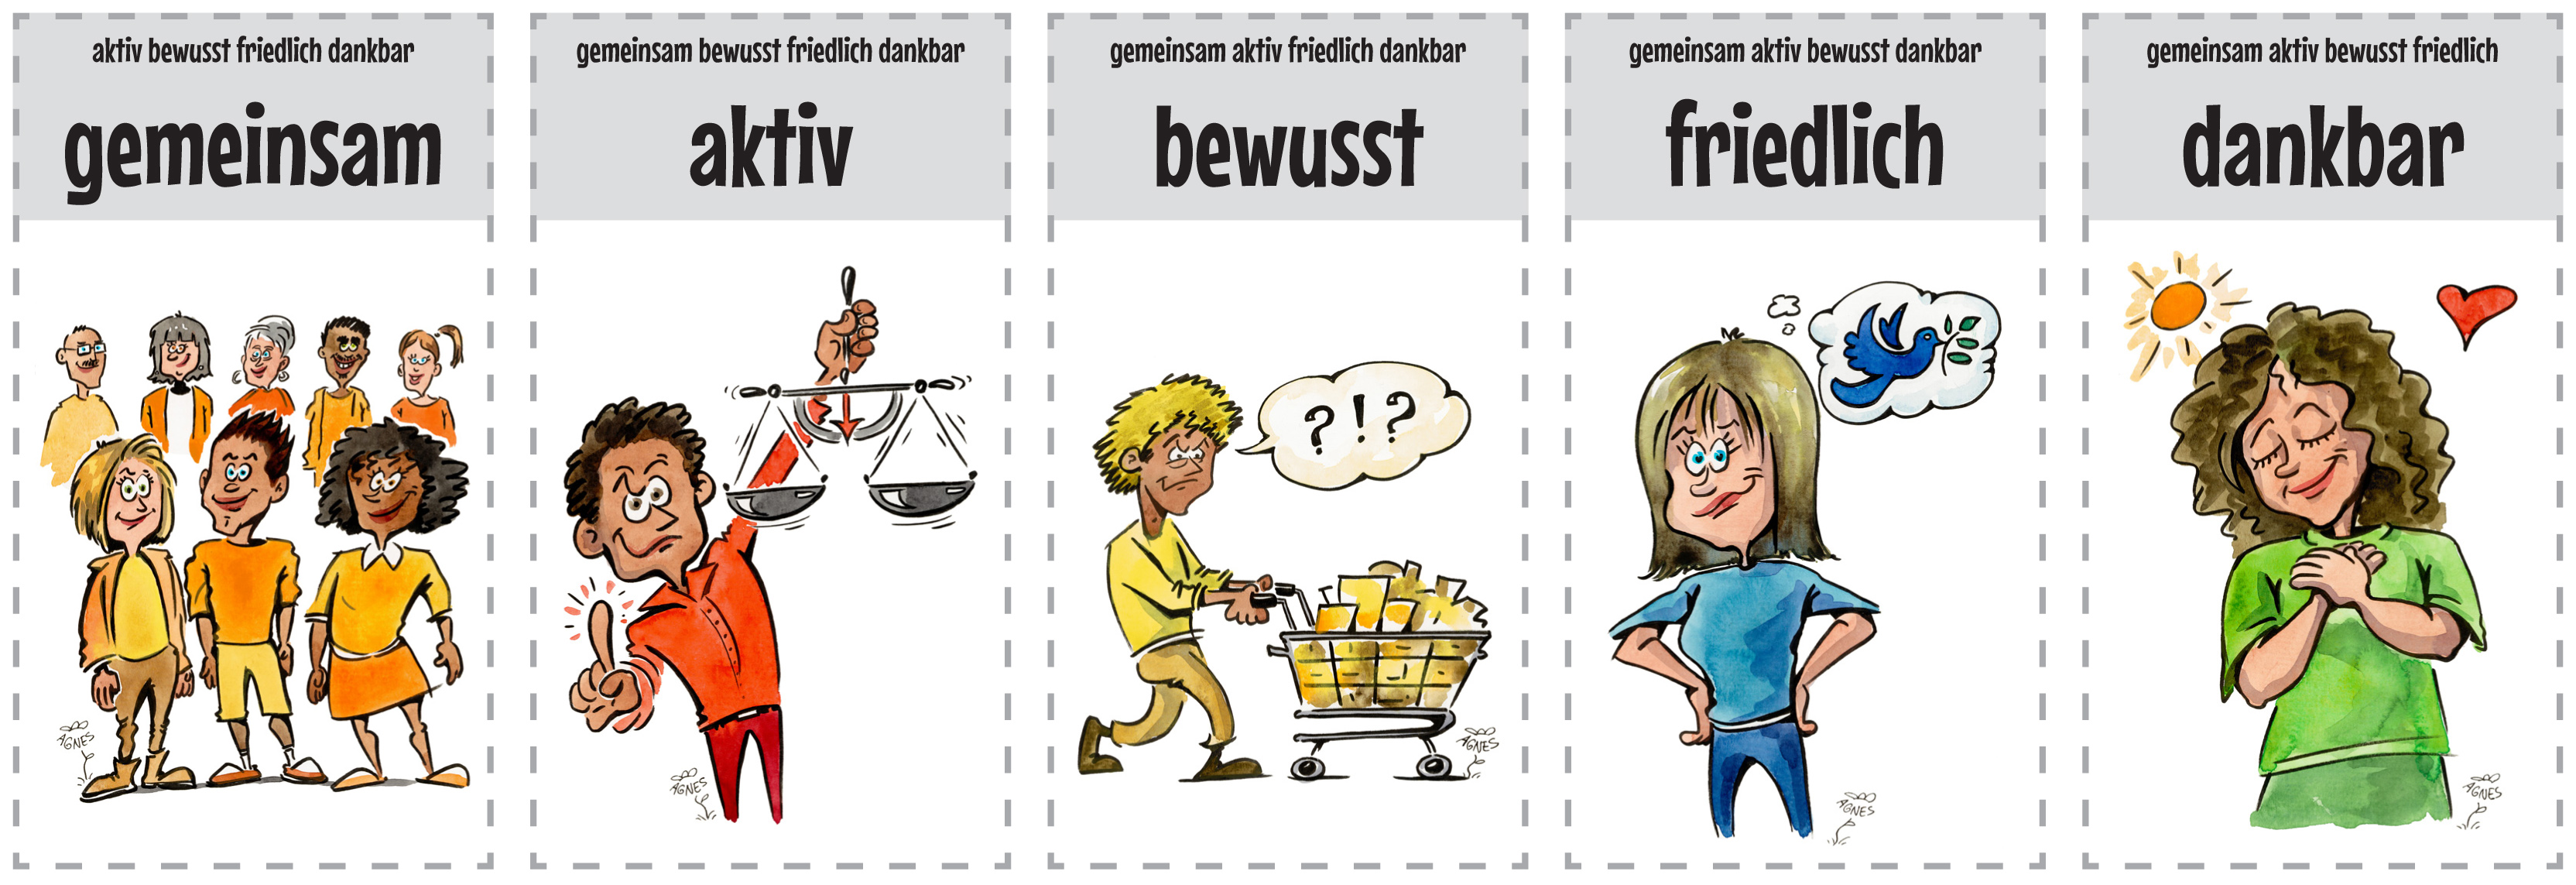 aktiv bewusst friedlich dankbar
gemeinsam
AGNES
gemeinsam bewusst friedlich dankbar
aktiv
AGNES
gemeinsam aktiv friedlich dankbar
bewusst
?!?
AGNES
gemeinsam aktiv bewusst dankbar
friedlich
AGNES
gemeinsam aktiv bewusst friedlich
dankbar
AGNES